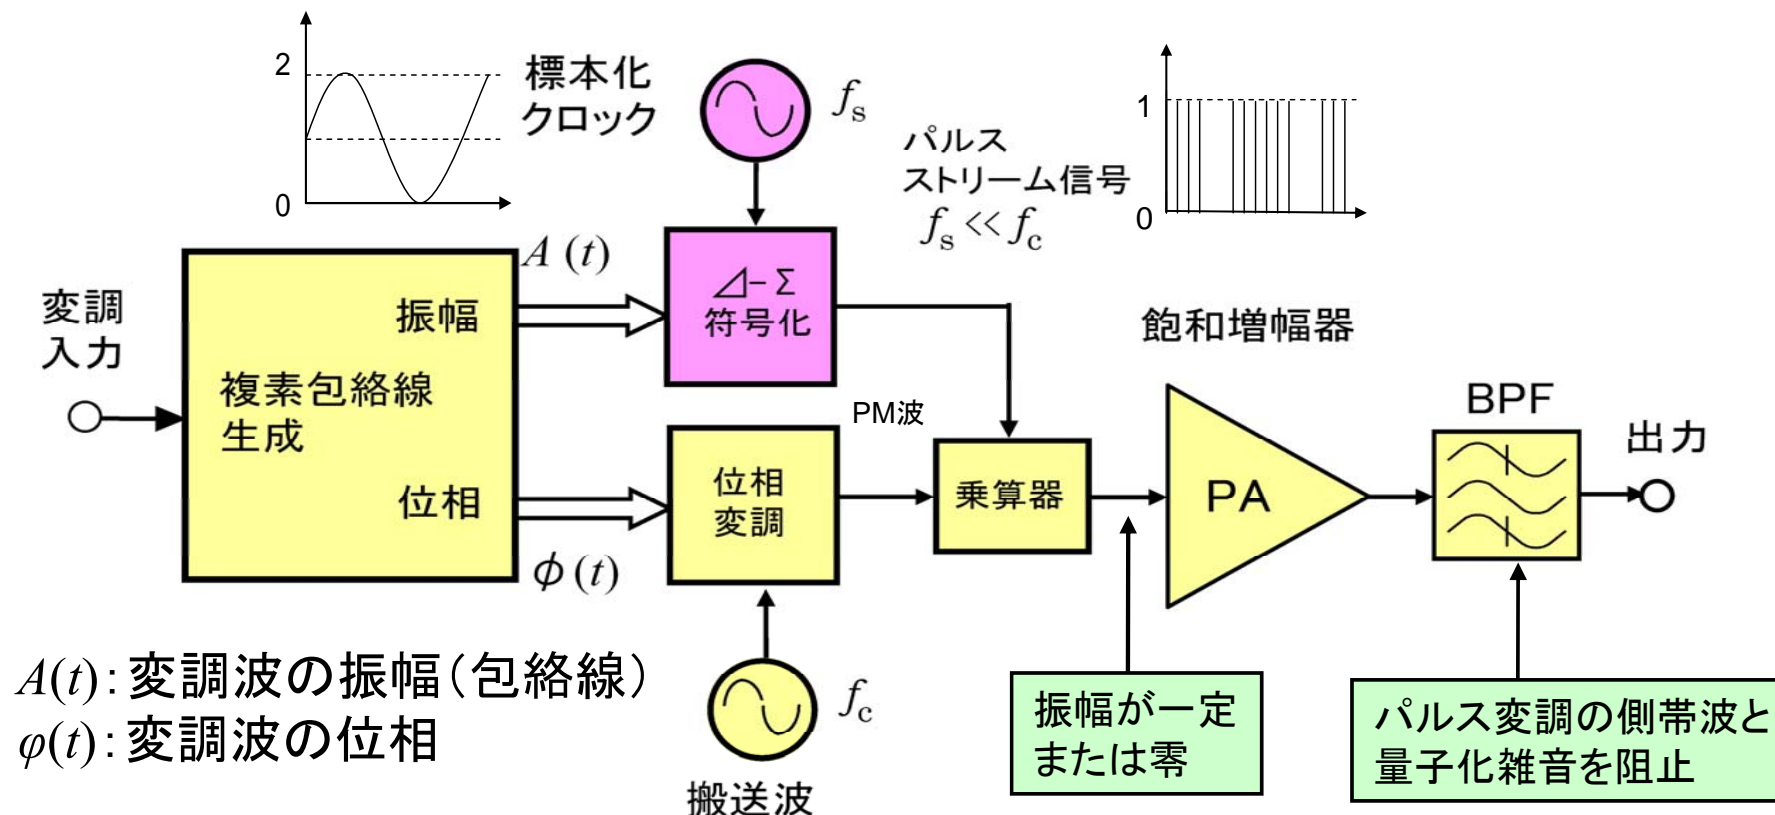 2
0
標本化
クロック
fs
パルス
ストリーム信号
fs << fc
1
0
変調
入力
複素包絡線
生成
振幅
位相
A (t)
ϕ (t)
⊿-Σ
符号化
位相
変調
PM波
乗算器
飽和増幅器
PA
BPF
出力
fc
搬送波
A(t):変調波の振幅(包絡線)
φ(t):変調波の位相
振幅が一定
または零
パルス変調の側帯波と
量子化雑音を阻止